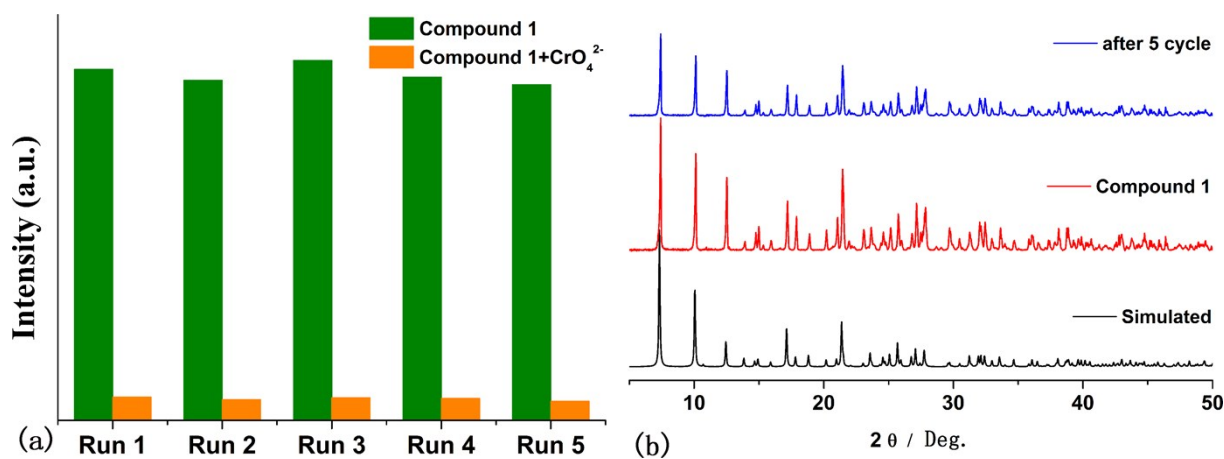 Compound 1
Compound 1+CrO₄²⁻
Intensity (a.u.)
Run 1 Run 2 Run 3 Run 4 Run 5
(a)
after 5 cycle
Compound 1
Simulated
10 20 30 40 50
2 θ / Deg.
(b)